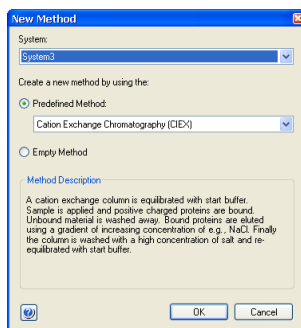 New Method
System:
System3
Create a new method by using the:
Predefined Method:
Cation Exchange Chromatography (CIEX)
Empty Method
Method Description
A cation exchange column is equilibrated with start buffer.
Sample is applied and positive charged proteins are bound.
Unbound material is washed away. Bound proteins are eluted
using a gradient of increasing concentration of e.g., NaCl. Finally
the column is washed with a high concentration of salt and re-
equilibrated with start buffer.
OK
Cancel